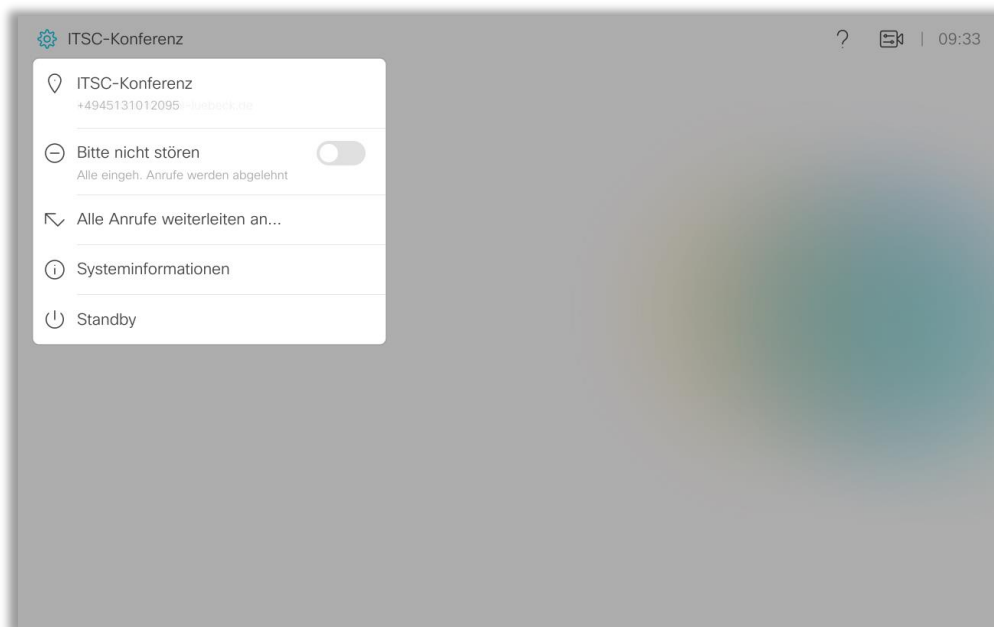 ITSC-Konferenz
? | 09:33
ITSC-Konferenz
+4945131012095
Bitte nicht stören
Alle eingeh. Anrufe werden abgelehnt
Alle Anrufe weiterleiten an...
Systeminformationen
Standby